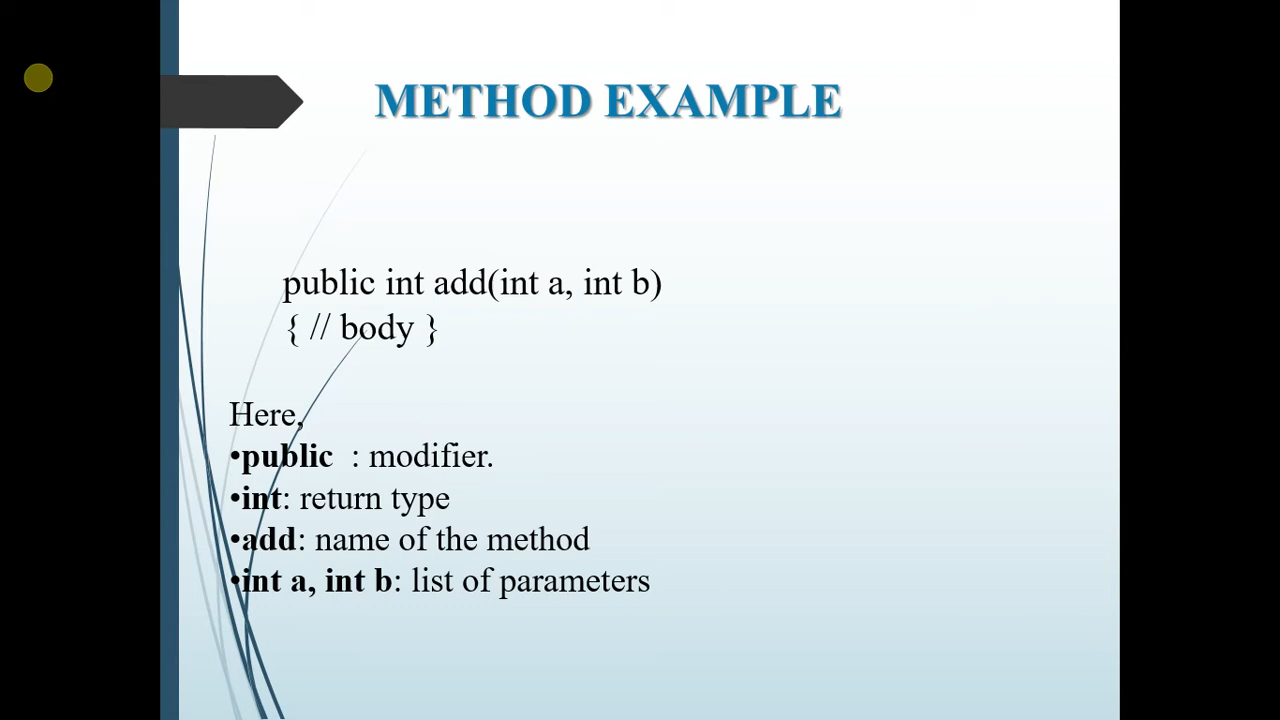 METHOD EXAMPLE
public int add(int a, int b)
{ // body }
Here,
•public : modifier.
•int: return type
•add: name of the method
•int a, int b: list of parameters